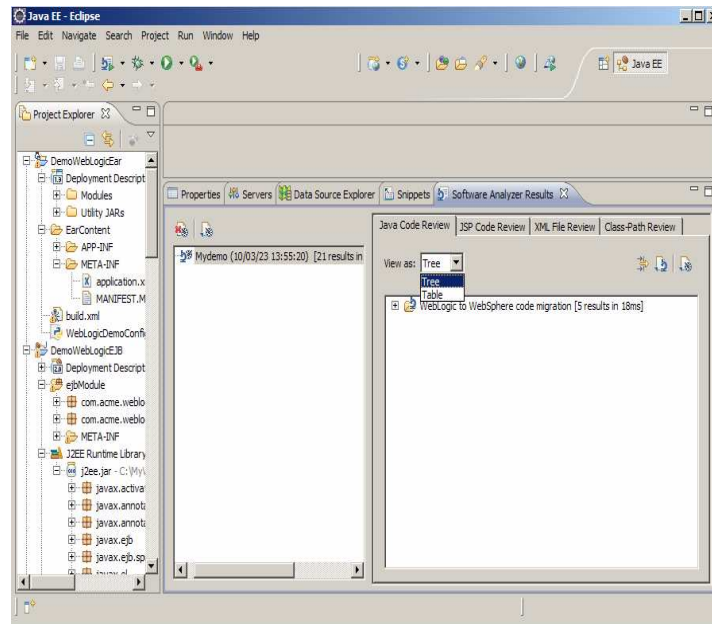 Java EE - Eclipse
File Edit Navigate Search Project Run Window Help
Java EE
Project Explorer
DemoWebLogicEar
Deployment Descript
Modules
Utility JARs
EarContent
APP-INF
META-INF
application.x
MANIFEST.M
build.xml
WebLogicDemoConfi
DemoWebLogicEJB
Deployment Descript
ejbModule
com.acme.weblo
com.acme.weblo
META-INF
J2EE Runtime Library
j2ee.jar - C:\My\
javax.activa
javax.annota
javax.annota
javax.ejb
javax.ejb.sp
Properties Servers Data Source Explorer Snippets Software Analyzer Results
Mydemo (10/03/23 13:55:20) [21 results in
Java Code Review JSP Code Review XML File Review Class-Path Review
View as: Tree
Tree
Table
WebLogic to WebSphere code migration [5 results in 18ms]